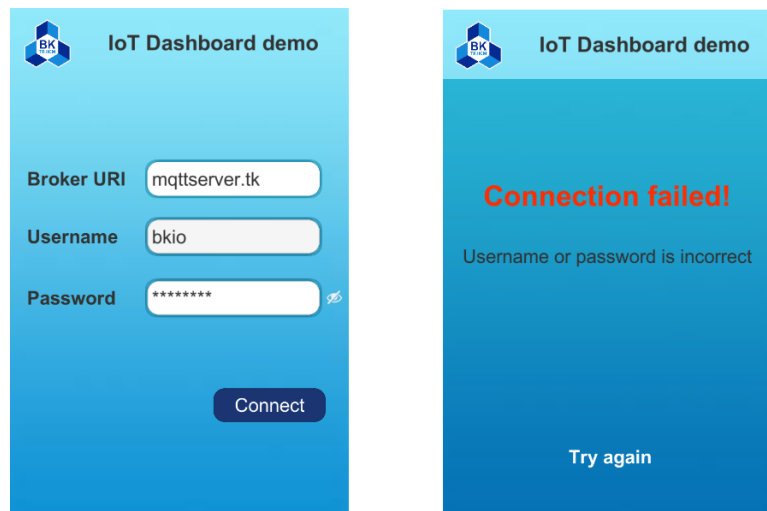 BK
TP.HCM
IoT Dashboard demo
Broker URI
mqttserver.tk
Username
bkio
Password
********
Connect
BK
TP.HCM
IoT Dashboard demo
Connection failed!
Username or password is incorrect
Try again